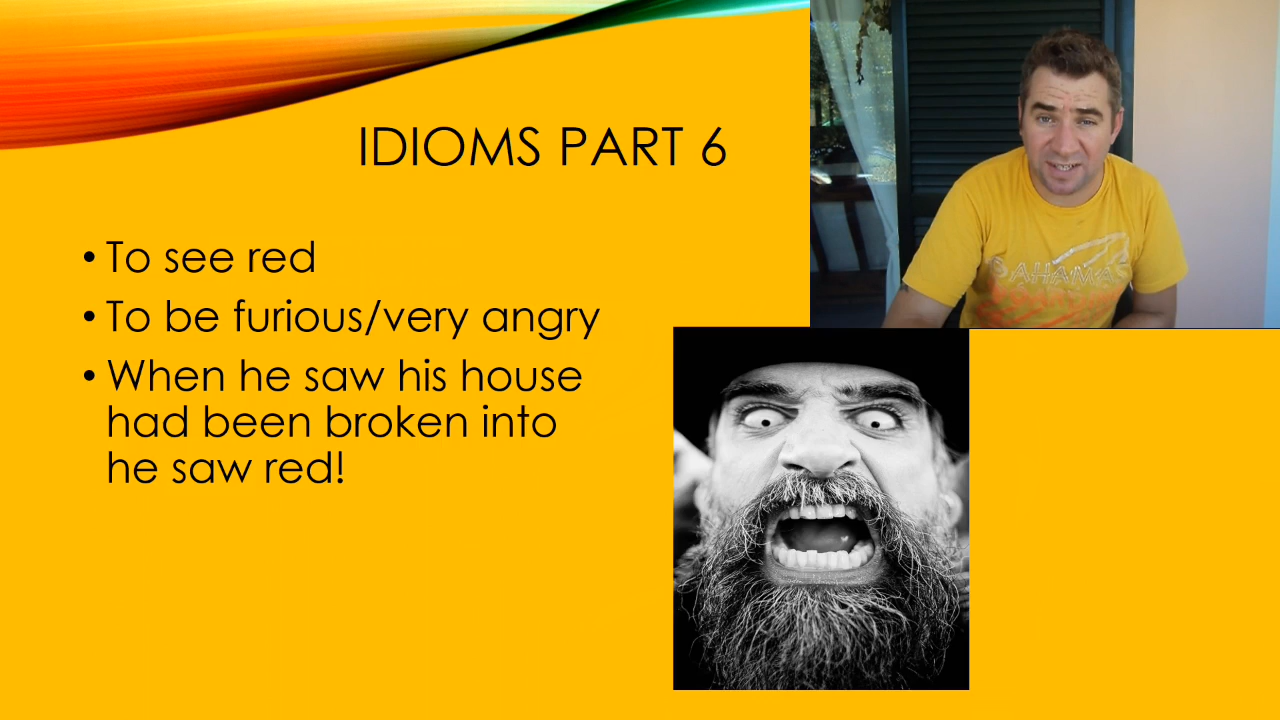 IDIOMS PART 6
• To see red
• To be furious/very angry
• When he saw his house
had been broken into
he saw red!
BAHAMAS